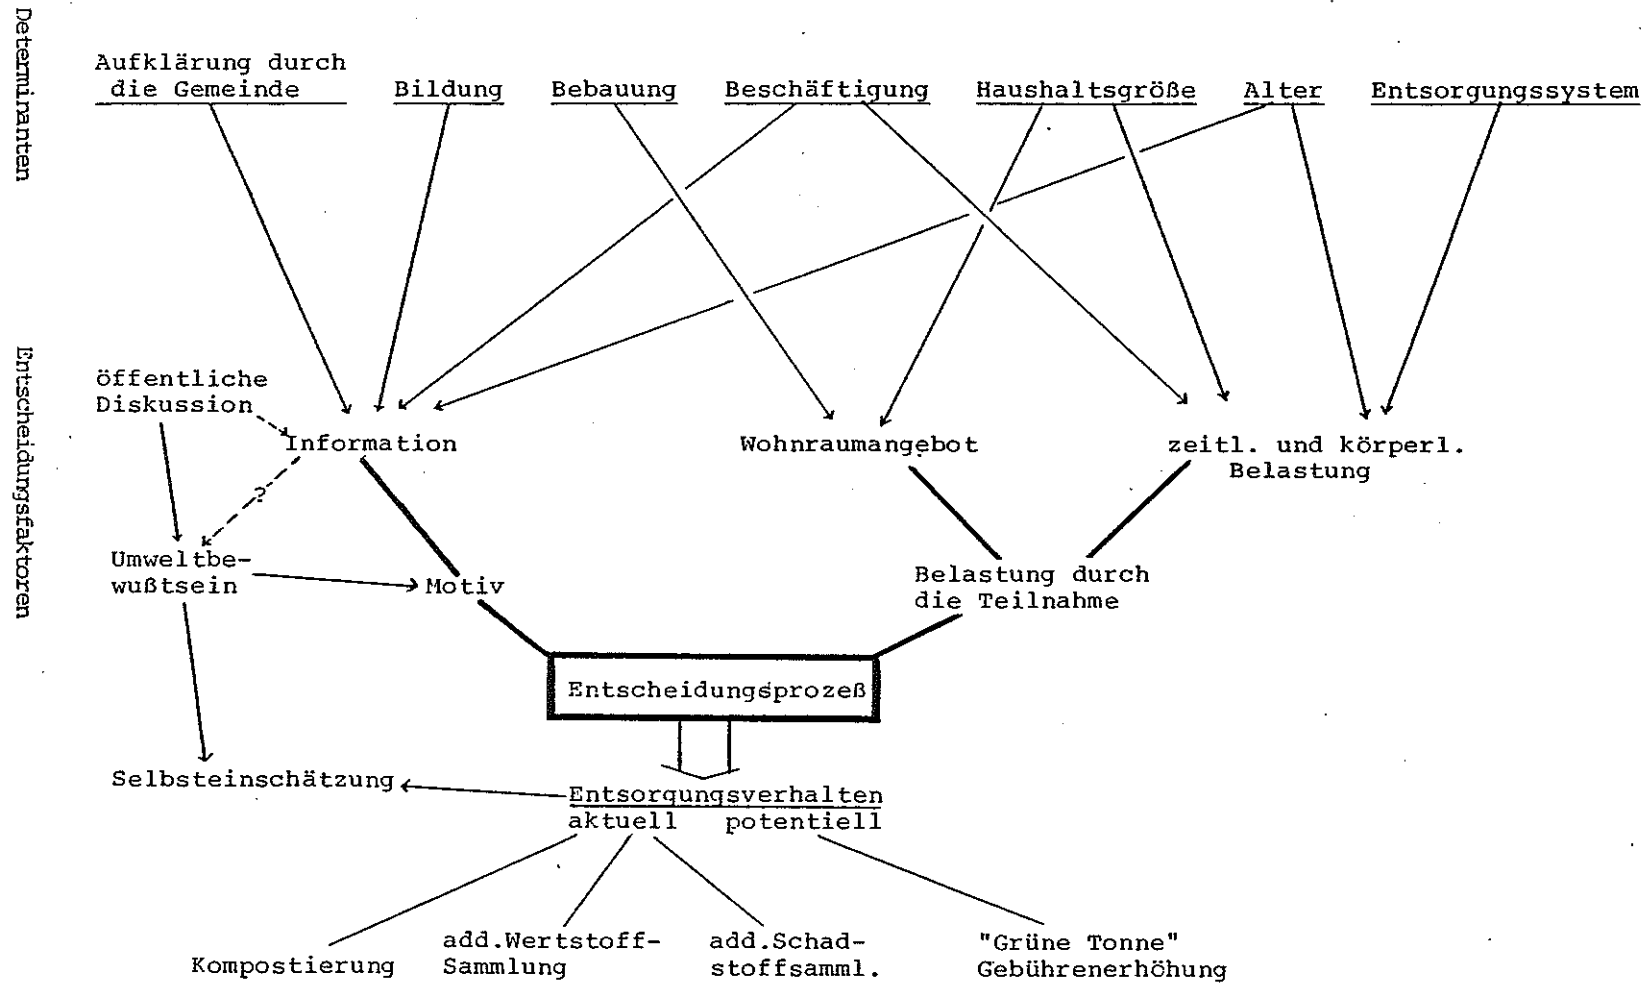 Determinanten
Aufklärung durch
die Gemeinde
Bildung
Bebauung
Beschäftigung
Haushaltsgröße
Alter
Entsorgungssystem
Entscheidungsfaktoren
öffentliche
Diskussion
Information
Wohnraumangebot
zeitl. und körperl.
Belastung
?
Umweltbe-
wußtsein
Motiv
Belastung durch
die Teilnahme
Entscheidungsprozeß
Selbsteinschätzung
Entsorgungsverhalten
aktuell potentiell
Kompostierung
add.Wertstoff-
Sammlung
add.Schad-
stoffsamml.
"Grüne Tonne"
Gebührenerhöhung